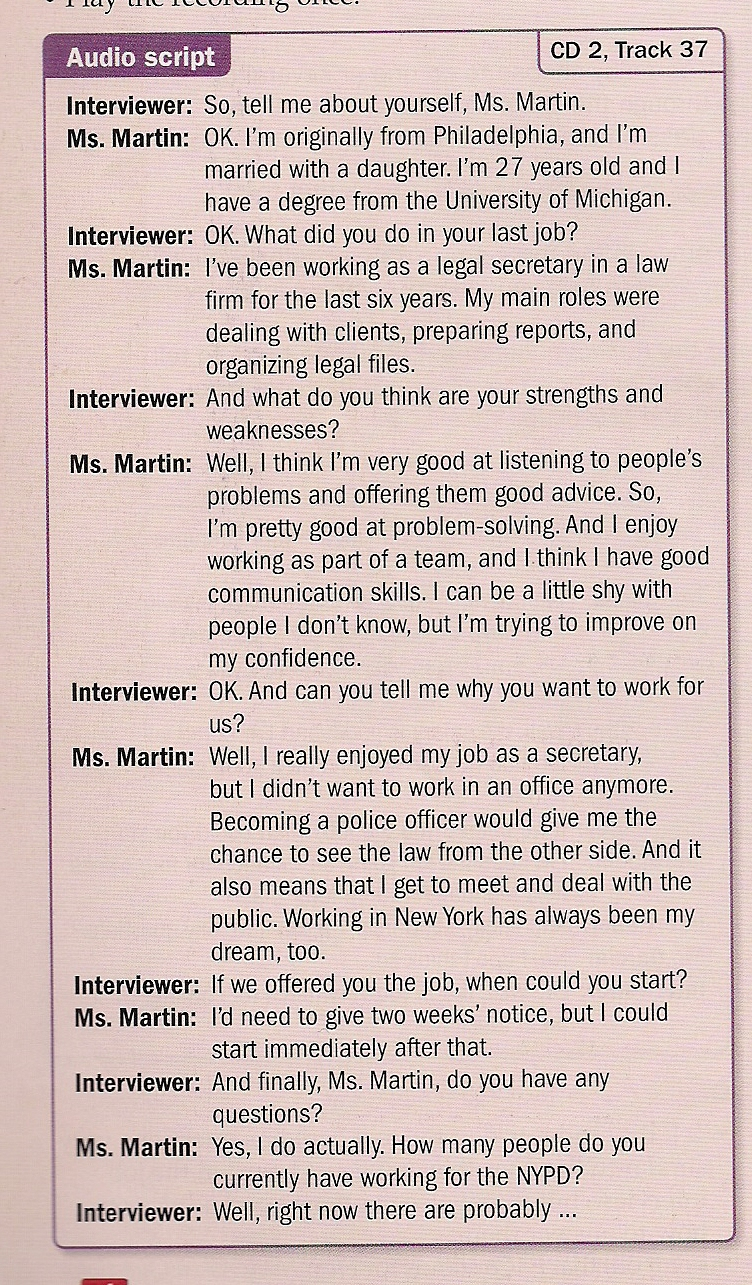 • Play the recording once.
Audio script
CD 2, Track 37
Interviewer: So, tell me about yourself, Ms. Martin.
Ms. Martin: OK. I'm originally from Philadelphia, and I'm
married with a daughter. I'm 27 years old and I
have a degree from the University of Michigan.
Interviewer: OK. What did you do in your last job?
Ms. Martin: I've been working as a legal secretary in a law
firm for the last six years. My main roles were
dealing with clients, preparing reports, and
organizing legal files.
Interviewer: And what do you think are your strengths and
weaknesses?
Ms. Martin: Well, I think I'm very good at listening to people's
problems and offering them good advice. So,
I'm pretty good at problem-solving. And I enjoy
working as part of a team, and I think I have good
communication skills. I can be a little shy with
people I don't know, but I'm trying to improve on
my confidence.
Interviewer: OK. And can you tell me why you want to work for
us?
Ms. Martin: Well, I really enjoyed my job as a secretary,
but I didn't want to work in an office anymore.
Becoming a police officer would give me the
chance to see the law from the other side. And it
also means that I get to meet and deal with the
public. Working in New York has always been my
dream, too.
Interviewer: If we offered you the job, when could you start?
Ms. Martin: I'd need to give two weeks' notice, but I could
start immediately after that.
Interviewer: And finally, Ms. Martin, do you have any
questions?
Ms. Martin: Yes, I do actually. How many people do you
currently have working for the NYPD?
Interviewer: Well, right now there are probably ...